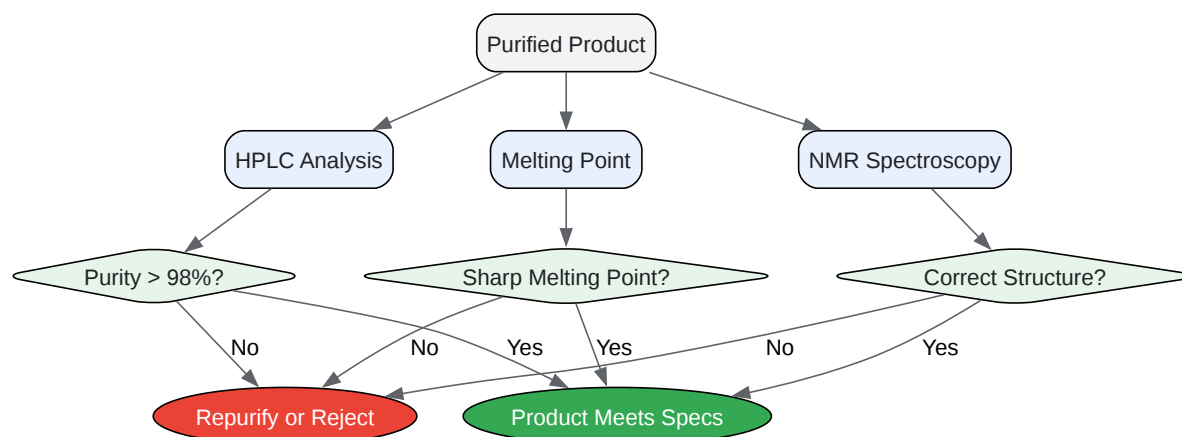 Purified Product
HPLC Analysis
Melting Point
NMR Spectroscopy
Purity > 98%?
Sharp Melting Point?
Correct Structure?
No
No
Yes
Yes
No
Yes
Repurify or Reject
Product Meets Specs